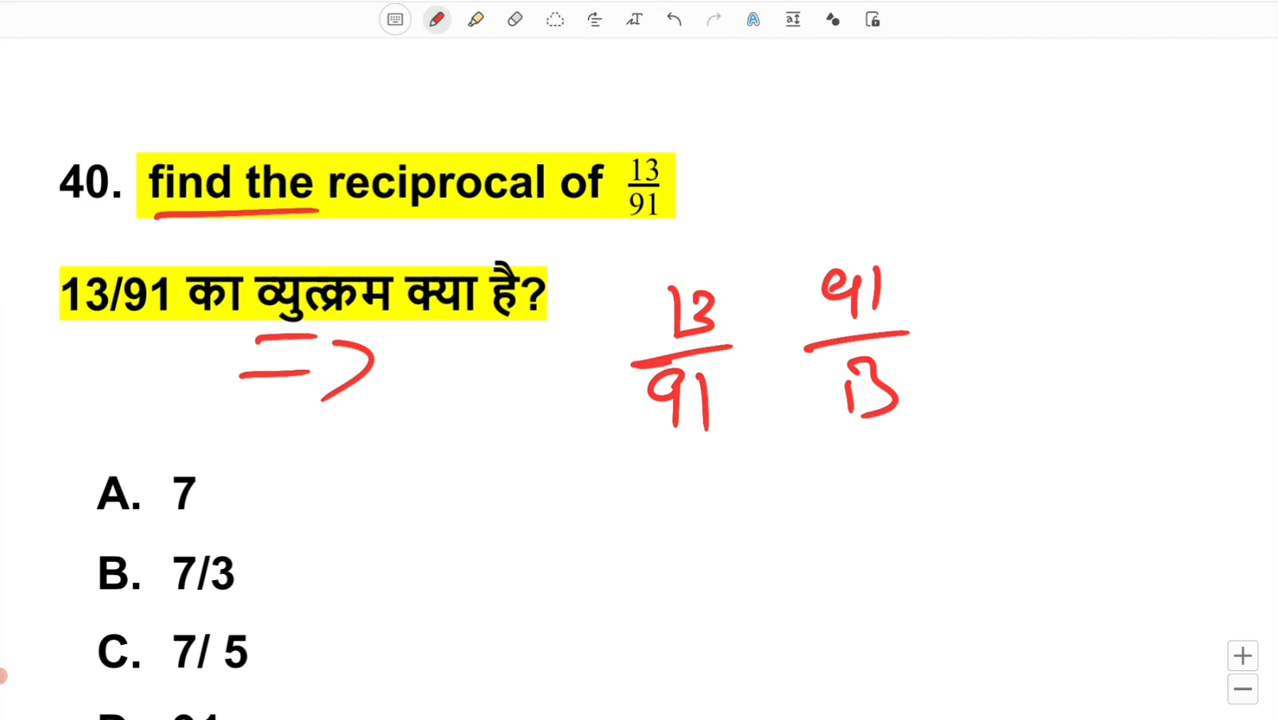 40. find the reciprocal of 13/91
13/91 का व्युत्क्रम क्या है?
=>
13/91 91/13
A. 7
B. 7/3
C. 7/ 5